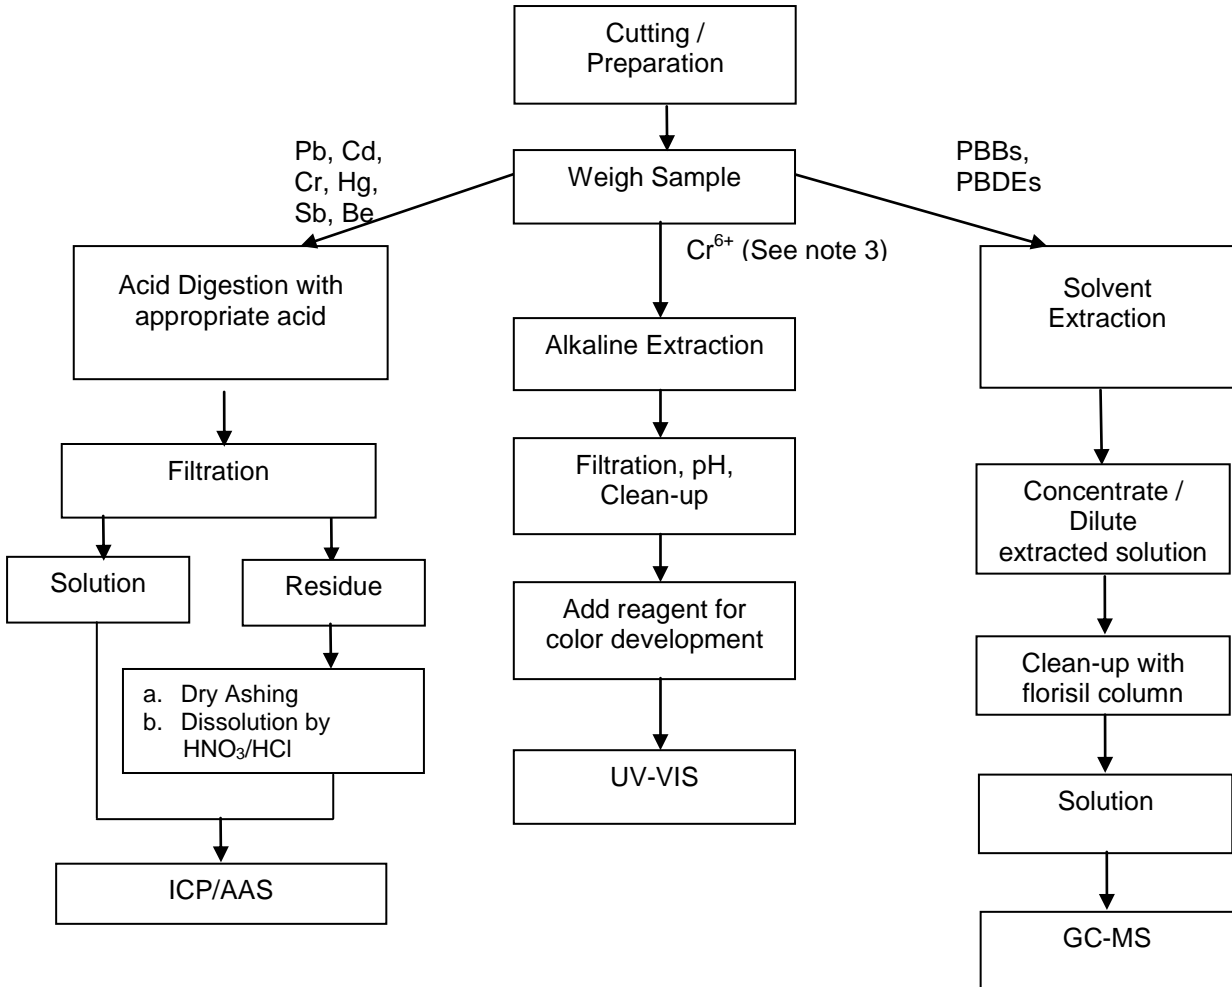 Cutting /
Preparation
Pb, Cd,
Cr, Hg,
Sb, Be
Weigh Sample
PBBs,
PBDEs
Cr⁶⁺ (See note 3)
Acid Digestion with
appropriate acid
Filtration
Solution
Residue
a. Dry Ashing
b. Dissolution by
HNO₃/HCl
ICP/AAS
Alkaline Extraction
Filtration, pH,
Clean-up
Add reagent for
color development
UV-VIS
Solvent
Extraction
Concentrate /
Dilute
extracted solution
Clean-up with
florisil column
Solution
GC-MS